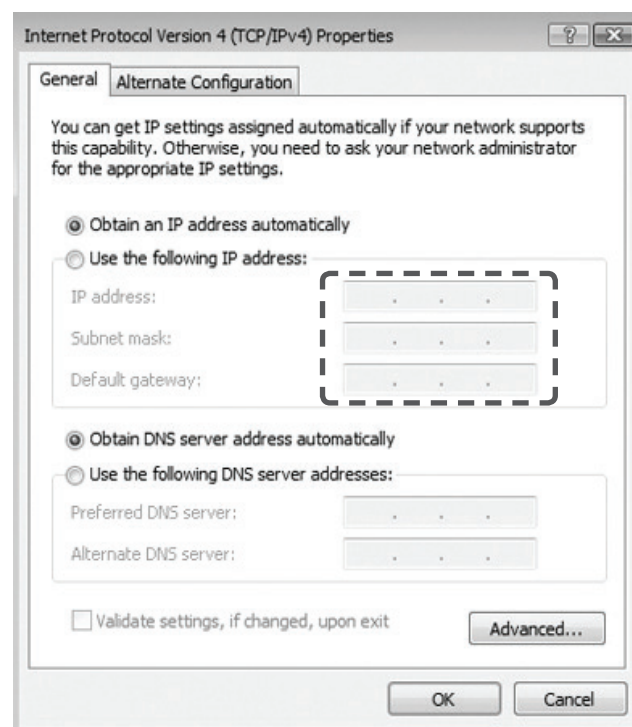 Internet Protocol Version 4 (TCP/IPv4) Properties
General
Alternate Configuration
You can get IP settings assigned automatically if your network supports
this capability. Otherwise, you need to ask your network administrator
for the appropriate IP settings.
Obtain an IP address automatically
Use the following IP address:
IP address:
Subnet mask:
Default gateway:
Obtain DNS server address automatically
Use the following DNS server addresses:
Preferred DNS server:
Alternate DNS server:
Validate settings, if changed, upon exit
Advanced...
OK
Cancel